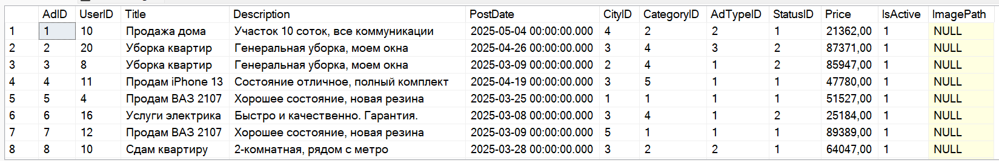 AdID UserID Title Description PostDate CityID CategoryID AdTypeID StatusID Price IsActive ImagePath
1 1 10 Продажа дома Участок 10 соток, все коммуникации 2025-05-04 00:00:00.000 4 2 2 1 21362,00 1 NULL
2 2 20 Уборка квартир Генеральная уборка, моем окна 2025-04-26 00:00:00.000 3 4 3 2 87371,00 1 NULL
3 3 8 Уборка квартир Генеральная уборка, моем окна 2025-03-09 00:00:00.000 2 4 1 2 85947,00 1 NULL
4 4 11 Продам iPhone 13 Состояние отличное, полный комплект 2025-04-19 00:00:00.000 3 5 1 1 47780,00 1 NULL
5 5 4 Продам ВАЗ 2107 Хорошее состояние, новая резина 2025-03-25 00:00:00.000 1 1 1 1 51527,00 1 NULL
6 6 16 Услуги электрика Быстро и качественно. Гарантия. 2025-03-08 00:00:00.000 3 4 1 2 25184,00 1 NULL
7 7 12 Продам ВАЗ 2107 Хорошее состояние, новая резина 2025-03-09 00:00:00.000 5 1 1 1 89389,00 1 NULL
8 8 10 Сдам квартиру 2-комнатная, рядом с метро 2025-03-28 00:00:00.000 3 2 2 1 64047,00 1 NULL